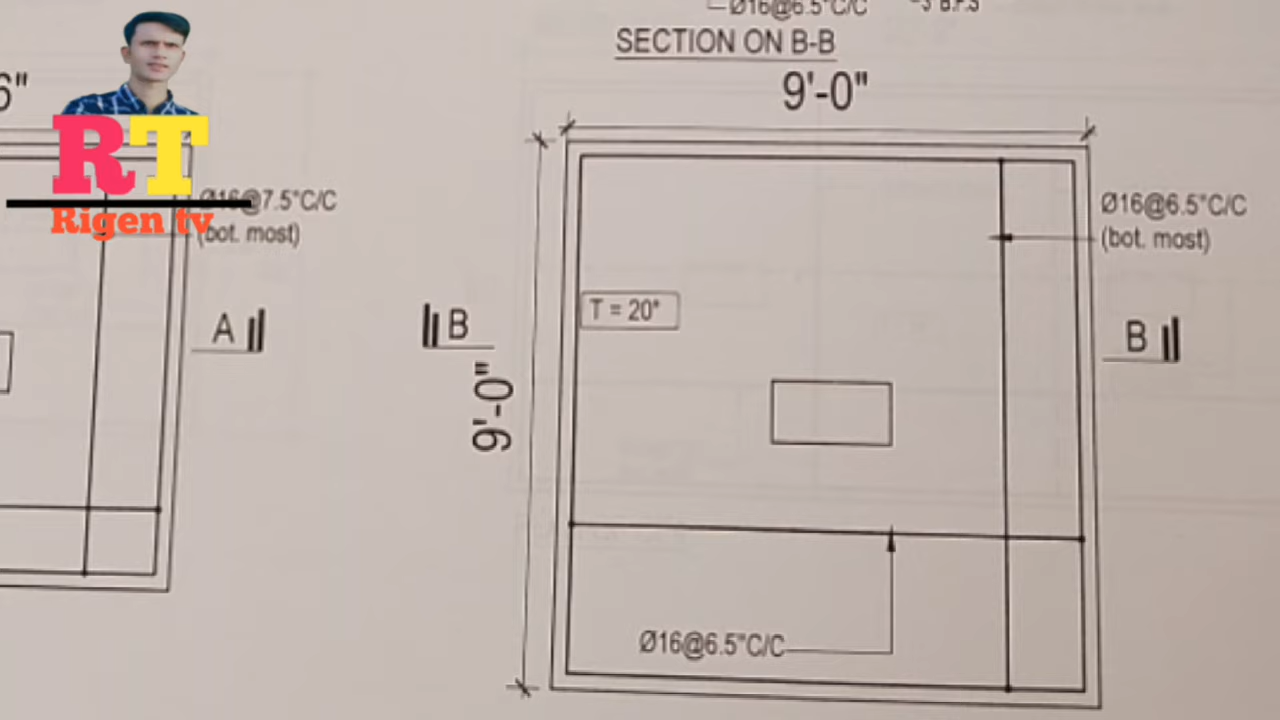 Ø16@6.5"C/C
SECTION ON B-B
9'-0"
6"
RT
Rigen tv
Ø16@7.5"C/C
(bot. most)
A
B
9'-0"
T = 20"
Ø16@6.5"C/C
(bot. most)
B
Ø16@6.5"C/C